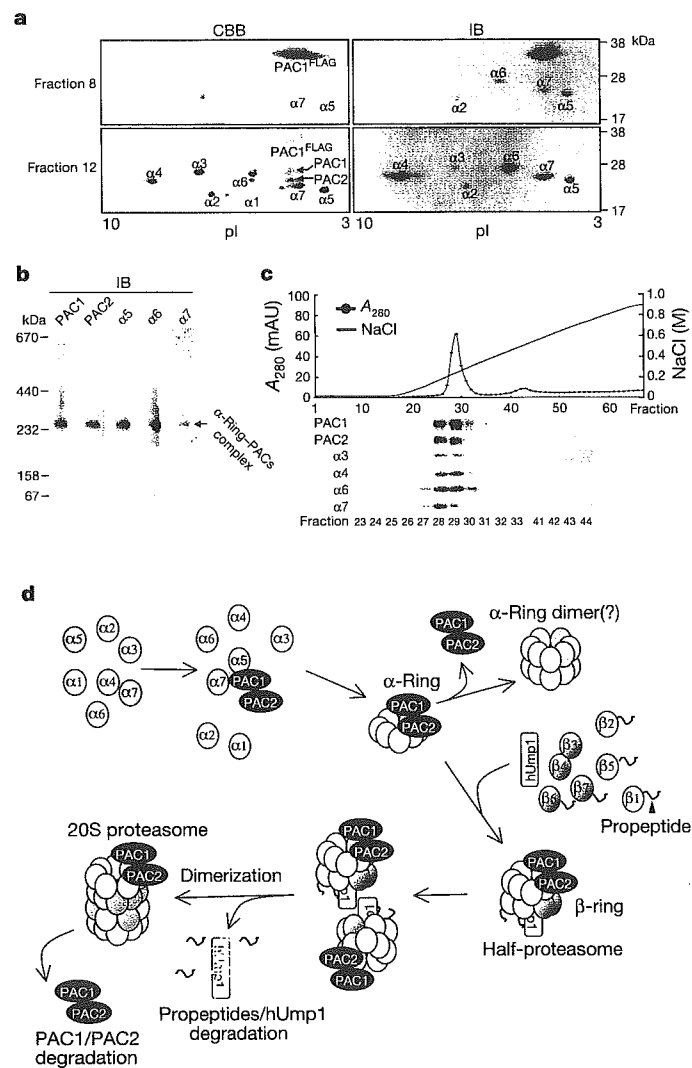 a
CBB
IB
kDa
Fraction 8
PAC1FLAG
α7
α5
α6
α7
α2
α5
38
28
17
Fraction 12
α4
α3
PAC1FLAG
PAC1
PAC2
α6
α2
α1
α7
α5
α4
α3
α6
α7
α2
α5
38
28
17
10
3
10
3
pI
pI
b
IB
kDa
PAC1
PAC2
α5
α6
α7
670
440
232
158
67
α-Ring–PACs
complex
c
A280 (mAU)
100
80
60
40
20
0
A280
NaCl
1.0
0.8
0.6
0.4
0.2
0
NaCl (M)
1 10 20 30 40 50 60 Fraction
PAC1
PAC2
α3
α4
α6
α7
Fraction 23 24 25 26 27 28 29 30 31 32 33 41 42 43 44
d
α5
α2
α3
α1
α4
α7
α6
α4
α6
α3
α5
α7
PAC1
PAC2
α2
α1
α-Ring
PAC1
PAC2
PAC1
PAC2
α-Ring dimer(?)
hUmp1
β2
β3
β4
β5
β6
β7
β1
Propeptide
PAC1
PAC2
β-ring
Half-proteasome
PAC1
PAC2
PAC2
PAC1
Dimerization
Propeptides/hUmp1
degradation
20S proteasome
PAC1
PAC2
PAC1
PAC2
PAC1/PAC2
degradation